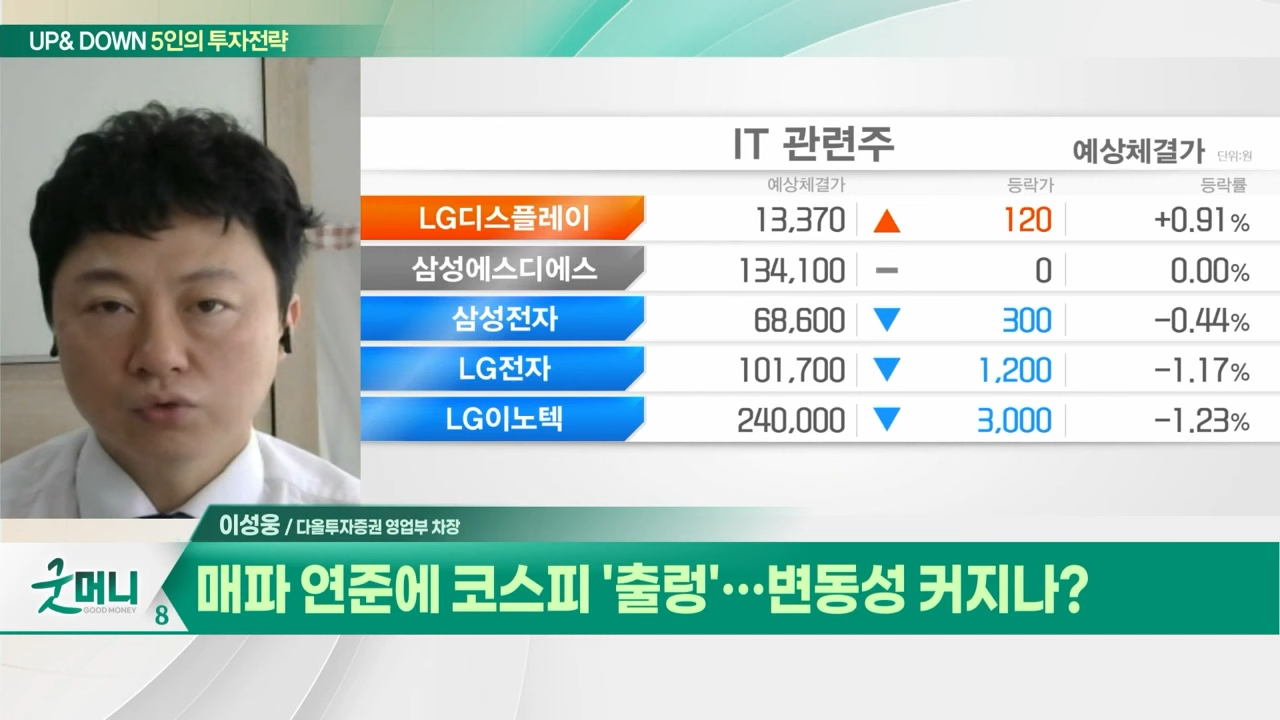 UP& DOWN 5인의 투자전략
IT 관련주
예상체결가 단위:원
예상체결가 등락가 등락률
LG디스플레이 13,370 ▲ 120 +0.91%
삼성에스디에스 134,100 - 0 0.00%
삼성전자 68,600 ▼ 300 -0.44%
LG전자 101,700 ▼ 1,200 -1.17%
LG이노텍 240,000 ▼ 3,000 -1.23%
이성웅 / 다올투자증권 영업부 차장
굿머니
GOOD MONEY
8
매파 연준에 코스피 '출렁'…변동성 커지나?